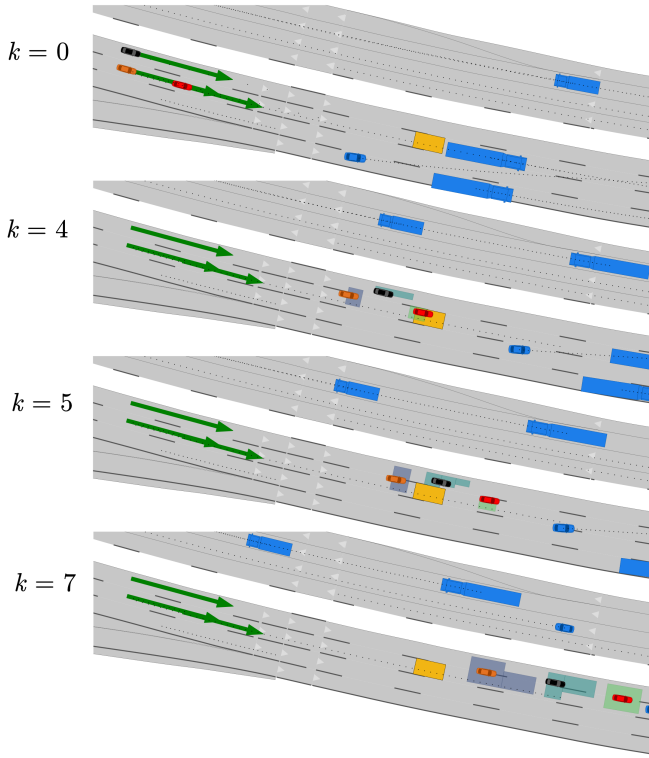 k = 0
k = 4
k = 5
k = 7